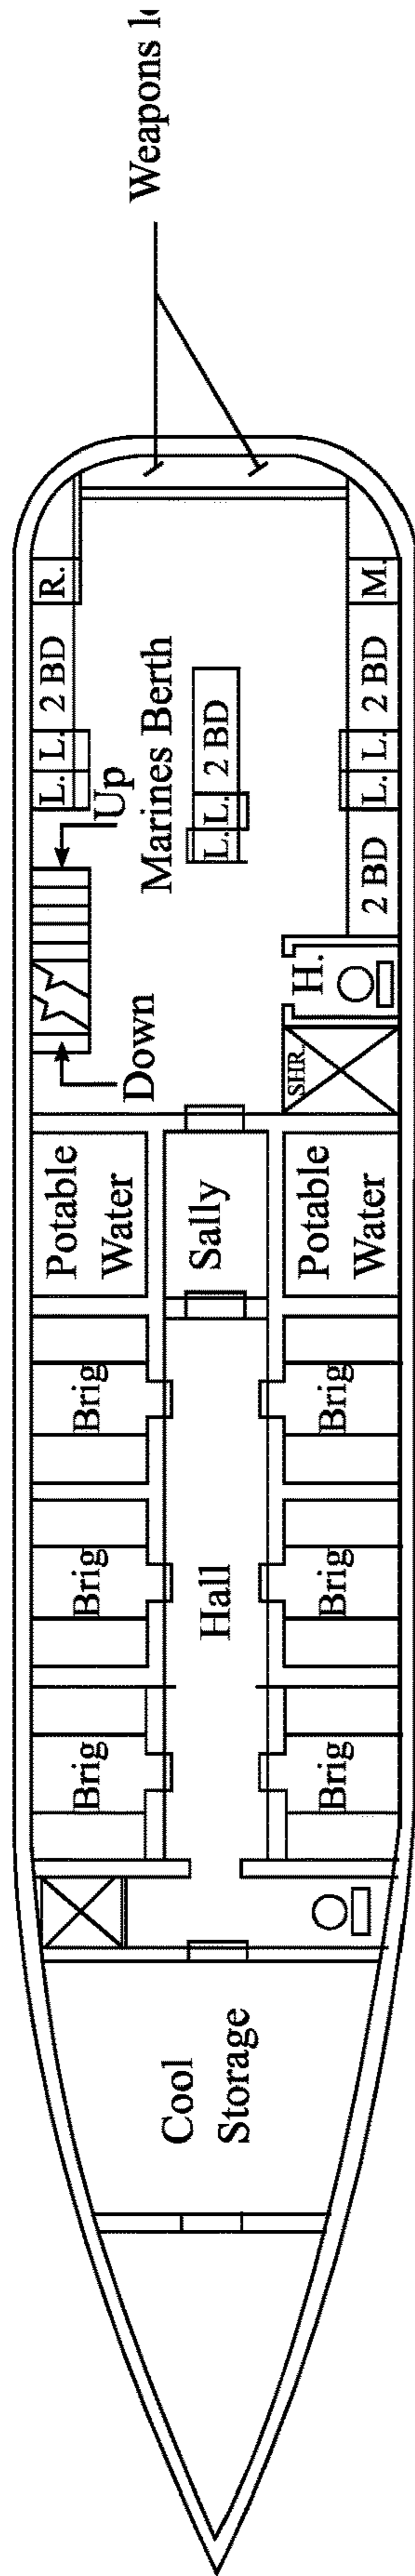 Brig
Brig
Brig
Potable
Water
Down
Up
L. L. 2 BD
R.
Cool
Storage
Hall
Sally
Marines Berth
L. L. 2 BD
Weapons
Brig
Brig
Brig
Potable
Water
SHR.
H.
2 BD
L. L. 2 BD
M.